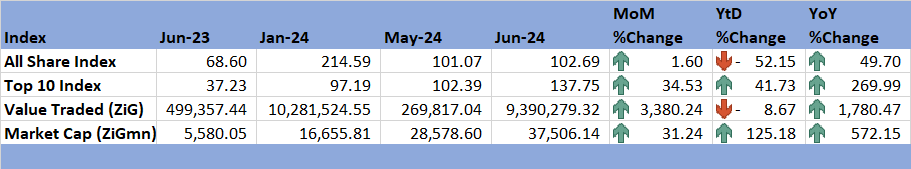 MoM YtD YoY
Index Jun-23 Jan-24 May-24 Jun-24 %Change %Change %Change
All Share Index 68.60 214.59 101.07 102.69 1.60 - 52.15 49.70
Top 10 Index 37.23 97.19 102.39 137.75 34.53 41.73 269.99
Value Traded (ZiG) 499,357.44 10,281,524.55 269,817.04 9,390,279.32 3,380.24 - 8.67 1,780.47
Market Cap (ZiGmn) 5,580.05 16,655.81 28,578.60 37,506.14 31.24 125.18 572.15